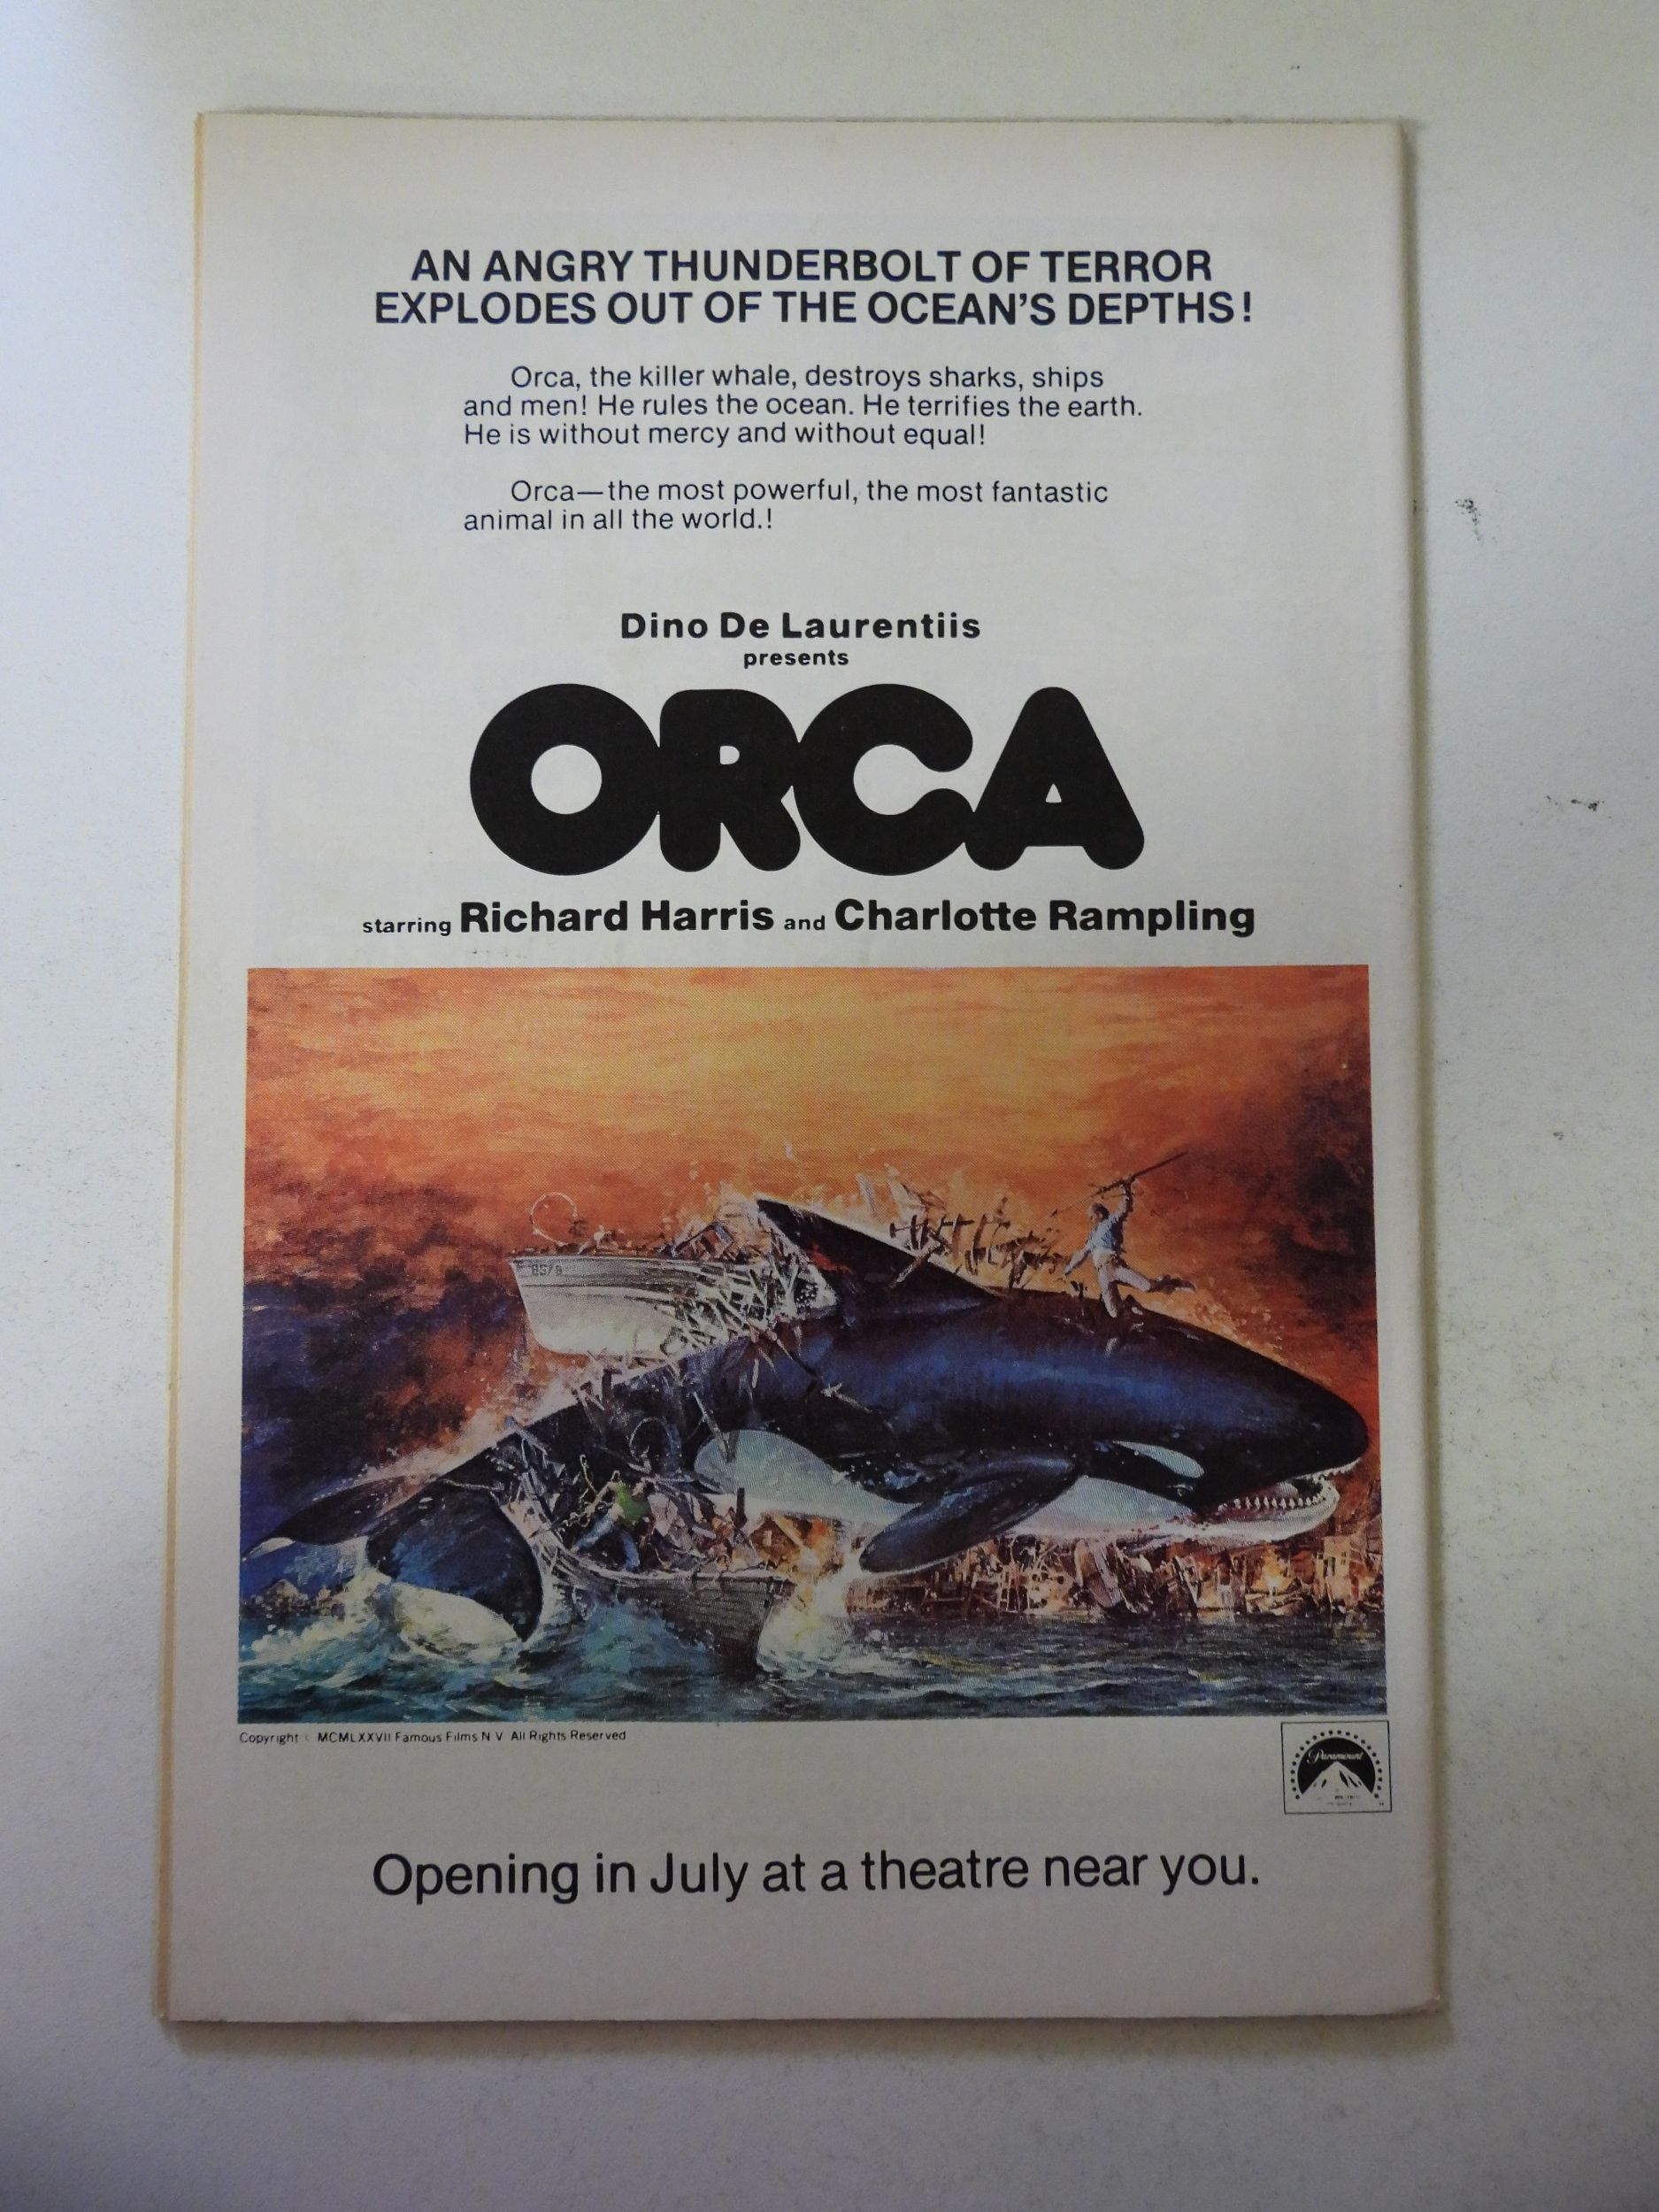 AN ANGRY THUNDERBOLT OF TERROR
EXPLODES OUT OF THE OCEAN'S DEPTHS!
Orca, the killer whale, destroys sharks, ships
and men! He rules the ocean. He terrifies the earth.
He is without mercy and without equal!
Orca—the most powerful, the most fantastic
animal in all the world.!
Dino De Laurentiis
presents
ORCA
starring Richard Harris and Charlotte Rampling
Copyright MCMLXXVII Famous Films N V All Rights Reserved
Paramount
Opening in July at a theatre near you.